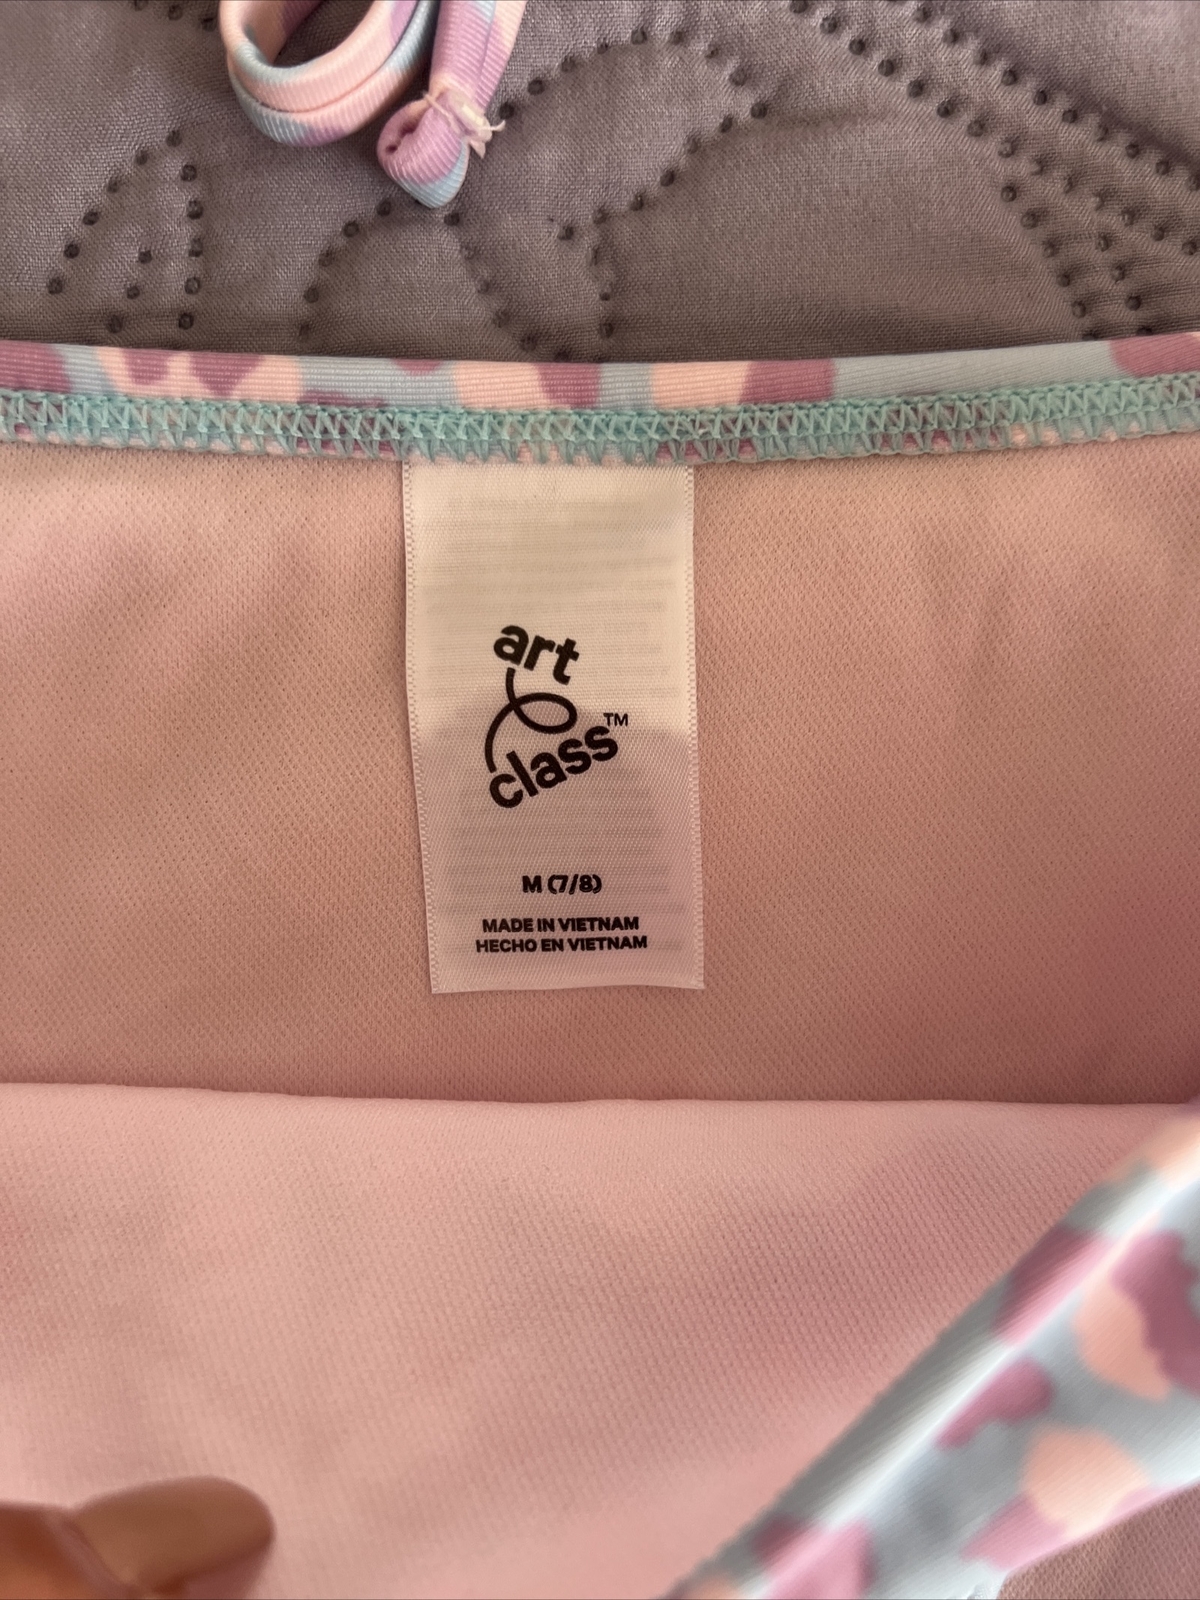 art
class™
M (7/8)
MADE IN VIETNAM
HECHO EN VIETNAM